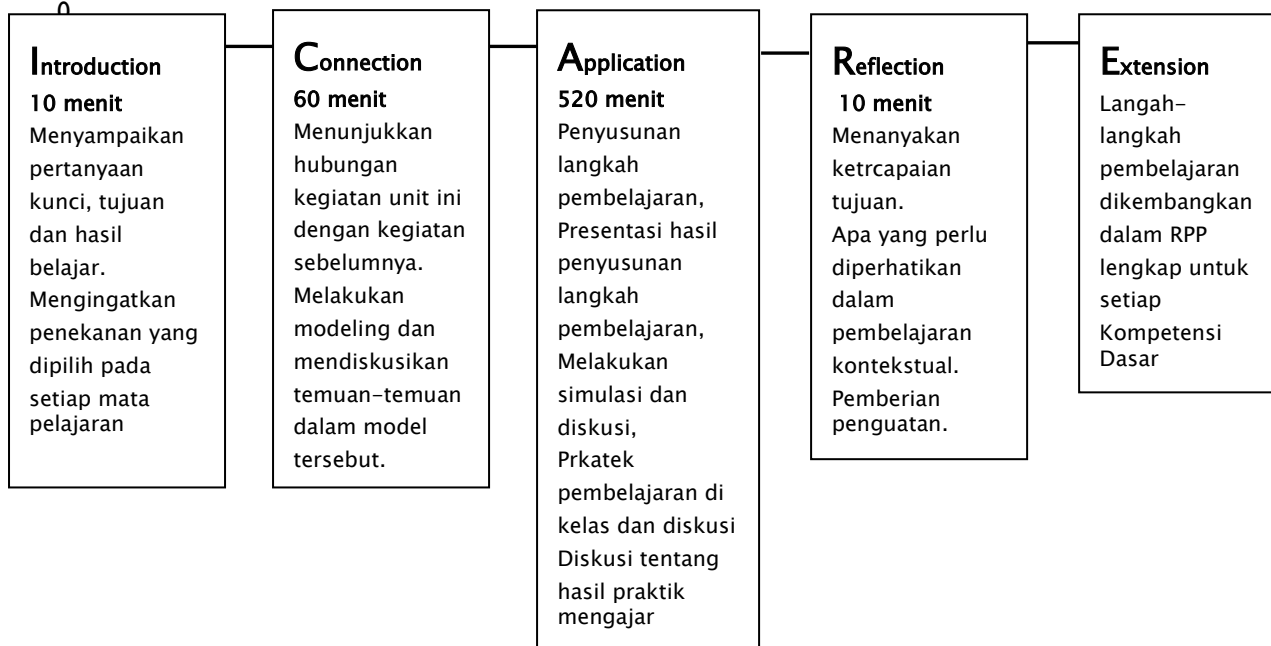 Introduction
10 menit
Menyampaikan
pertanyaan
kunci, tujuan
dan hasil
belajar.
Mengingatkan
penekanan yang
dipilih pada
setiap mata
pelajaran
Connection
60 menit
Menunjukkan
hubungan
kegiatan unit ini
dengan kegiatan
sebelumnya.
Melakukan
modeling dan
mendiskusikan
temuan-temuan
dalam model
tersebut.
Application
520 menit
Penyusunan
langkah
pembelajaran,
Presentasi hasil
penyusunan
langkah
pembelajaran,
Melakukan
simulasi dan
diskusi,
Prkatek
pembelajaran di
kelas dan diskusi
Diskusi tentang
hasil praktik
mengajar
Reflection
10 menit
Menanyakan
ketrcapaian
tujuan.
Apa yang perlu
diperhatikan
dalam
pembelajaran
kontekstual.
Pemberian
penguatan.
Extension
Langah-
langkah
pembelajaran
dikembangkan
dalam RPP
lengkap untuk
setiap
Kompetensi
Dasar